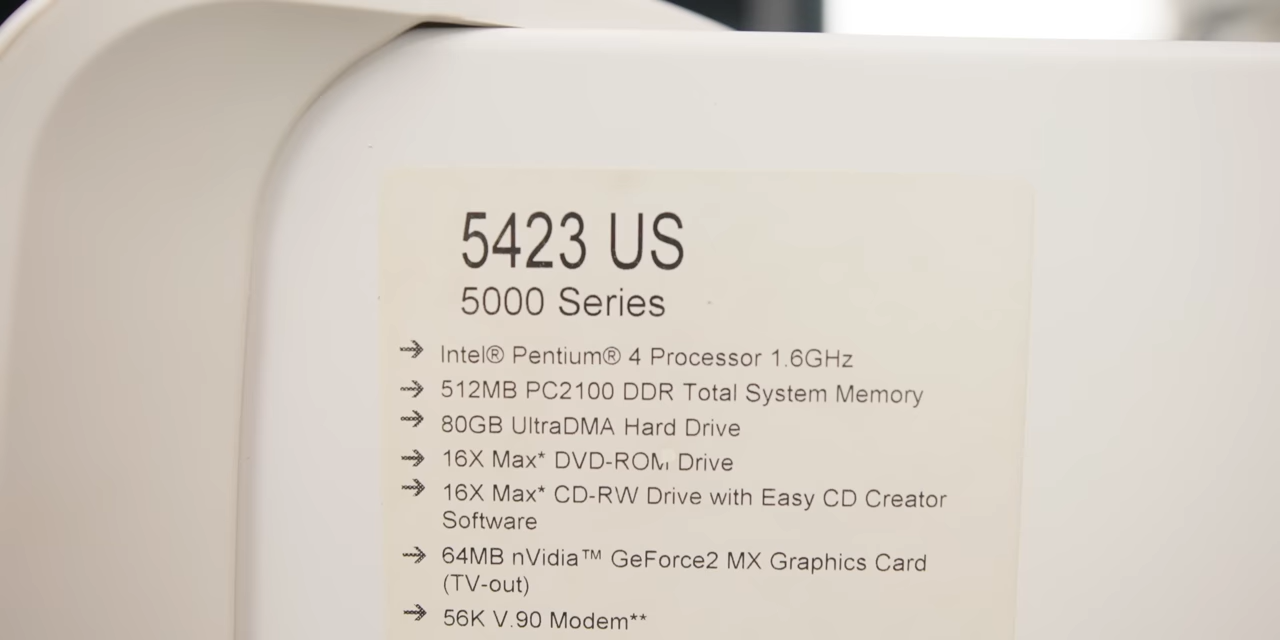 5423 US
5000 Series
→ Intel® Pentium® 4 Processor 1.6GHz
→ 512MB PC2100 DDR Total System Memory
→ 80GB UltraDMA Hard Drive
→ 16X Max* DVD-ROM Drive
→ 16X Max* CD-RW Drive with Easy CD Creator
Software
→ 64MB nVidia™ GeForce2 MX Graphics Card
(TV-out)
→ 56K V.90 Modem**